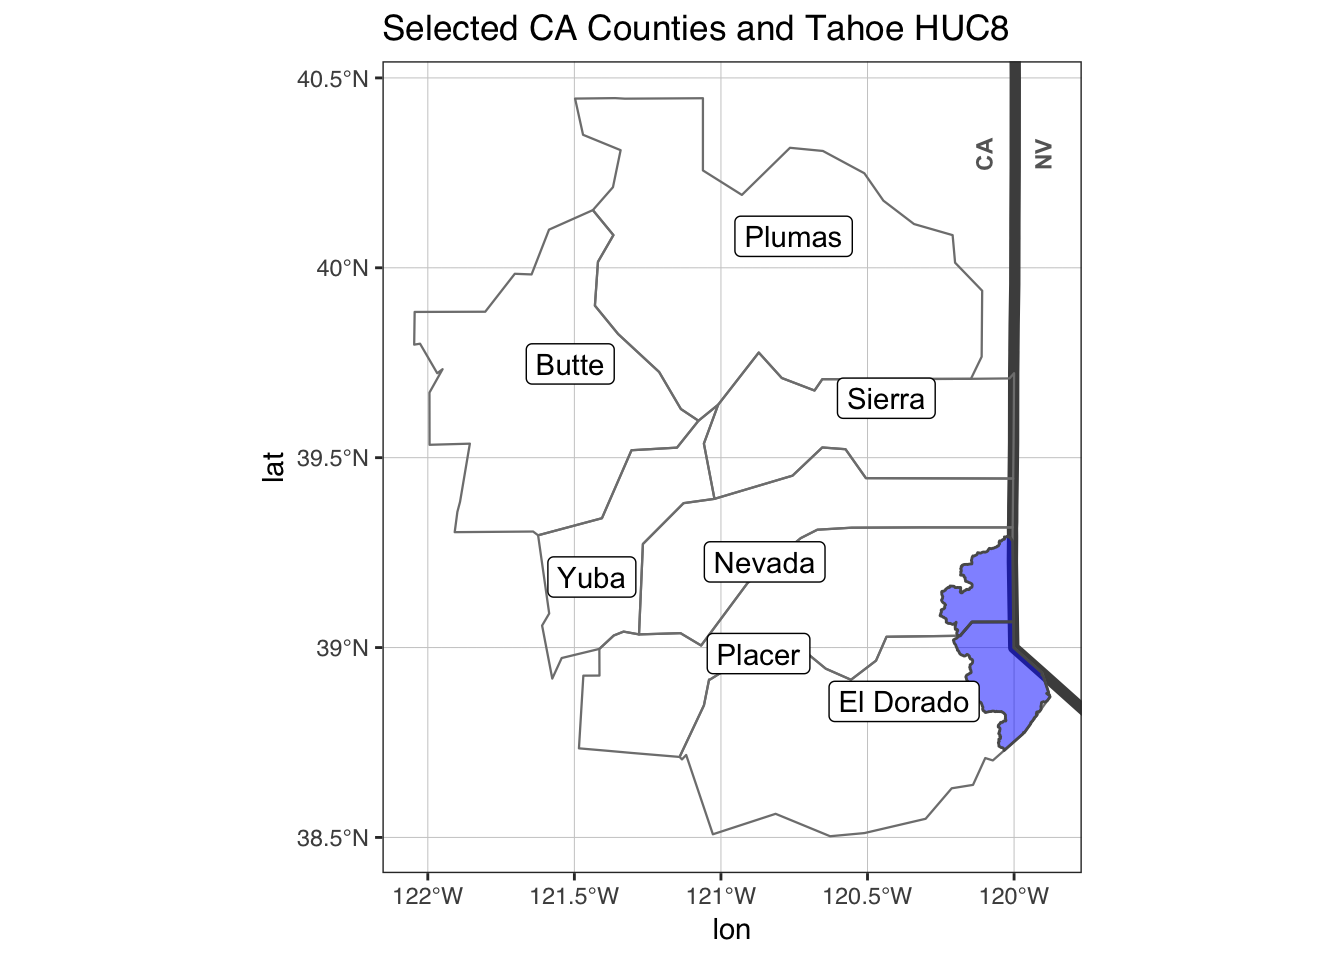 Selected CA Counties and Tahoe HUC8
40.5°N
CA
NV
Plumas
40°N
Butte
Sierra
lat
39.5°N
Nevada
Yuba
39°N
Placer
El Dorado
38.5°N
122°W
121.5°W
121°W
120.5°W
120°W
lon